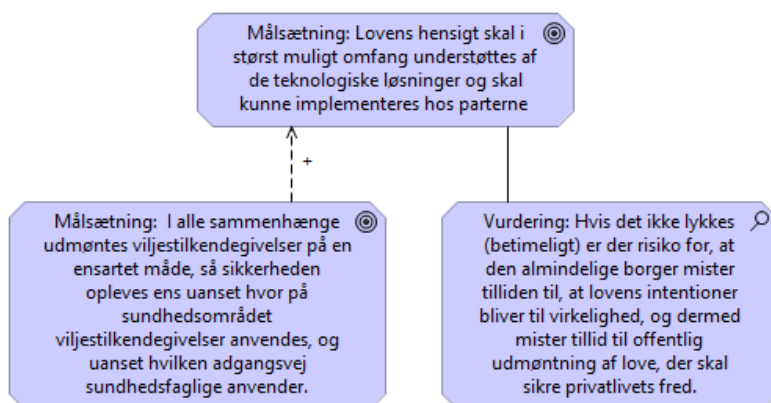 Målsætning: Lovens hensigt skal i
størst muligt omfang understøttes af
de teknologiske løsninger og skal
kunne implementeres hos parterne
+
Målsætning:  I alle sammenhænge
udmøntes viljestilkendegivelser på en
ensartet måde, så sikkerheden
opleves ens uanset hvor på
sundhedsområdet
viljestilkendegivelser anvendes, og
uanset hvilken adgangsvej
sundhedsfaglige anvender.
Vurdering: Hvis det ikke lykkes
(betimeligt) er der risiko for, at
den almindelige borger mister
tilliden til, at lovens intentioner
bliver til virkelighed, og dermed
mister tillid til offentlig
udmøntning af love, der skal
sikre privatlivets fred.